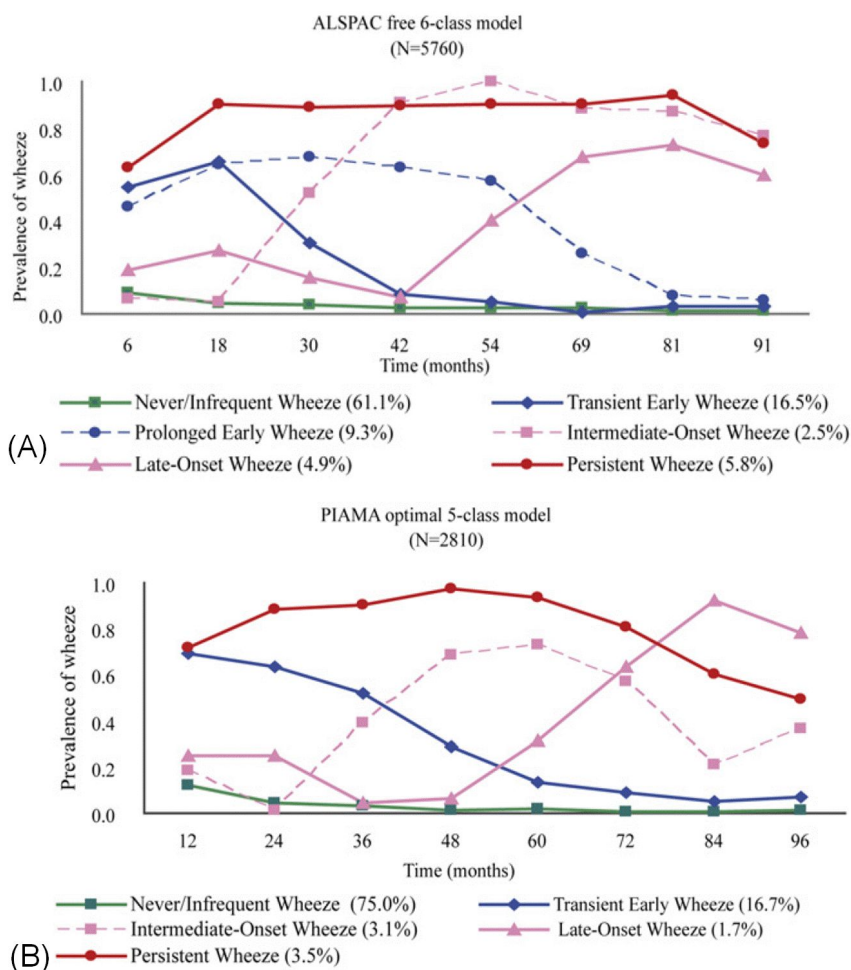 ALSPAC free 6-class model
(N=5760)
Prevalence of wheeze
1.0
0.8
0.6
0.4
0.2
0.0
6 18 30 42 54 69 81 91
Time (months)
Never/Infrequent Wheeze (61.1%) Transient Early Wheeze (16.5%)
Prolonged Early Wheeze (9.3%) Intermediate-Onset Wheeze (2.5%)
(A)
Late-Onset Wheeze (4.9%) Persistent Wheeze (5.8%)
PIAMA optimal 5-class model
(N=2810)
Prevalence of wheeze
1.0
0.8
0.6
0.4
0.2
0.0
12 24 36 48 60 72 84 96
Time (months)
Never/Infrequent Wheeze (75.0%) Transient Early Wheeze (16.7%)
Intermediate-Onset Wheeze (3.1%) Late-Onset Wheeze (1.7%)
(B)
Persistent Wheeze (3.5%)